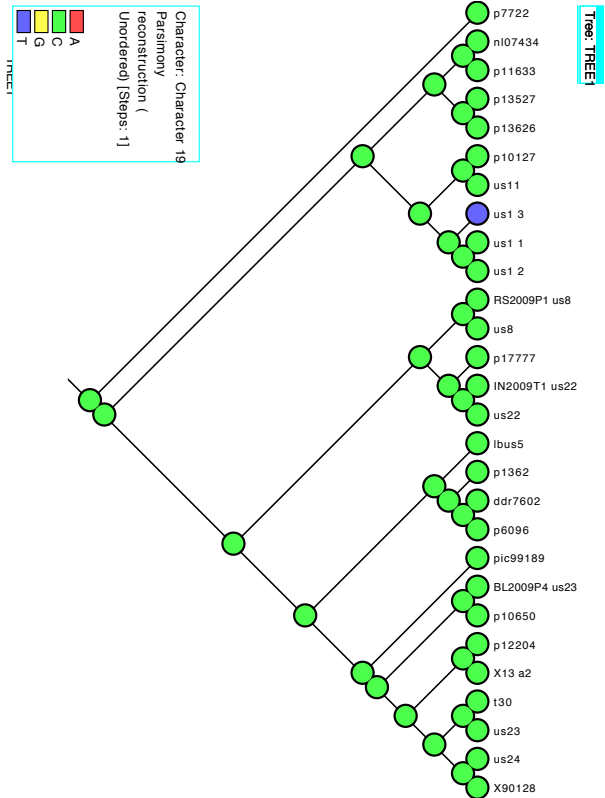 Tree: TREE1
Character: Character 19
Parsimony
reconstruction (
Unordered) [Steps: 1]
A
C
G
T
p7722
nl07434
p11633
p13527
p13626
p10127
us11
us1 3
us1 1
us1 2
RS2009P1 us8
us8
p17777
IN2009T1 us22
us22
lbus5
p1362
ddr7602
p6096
pic99189
BL2009P4 us23
p10650
p12204
X13 a2
t30
us23
us24
X90128